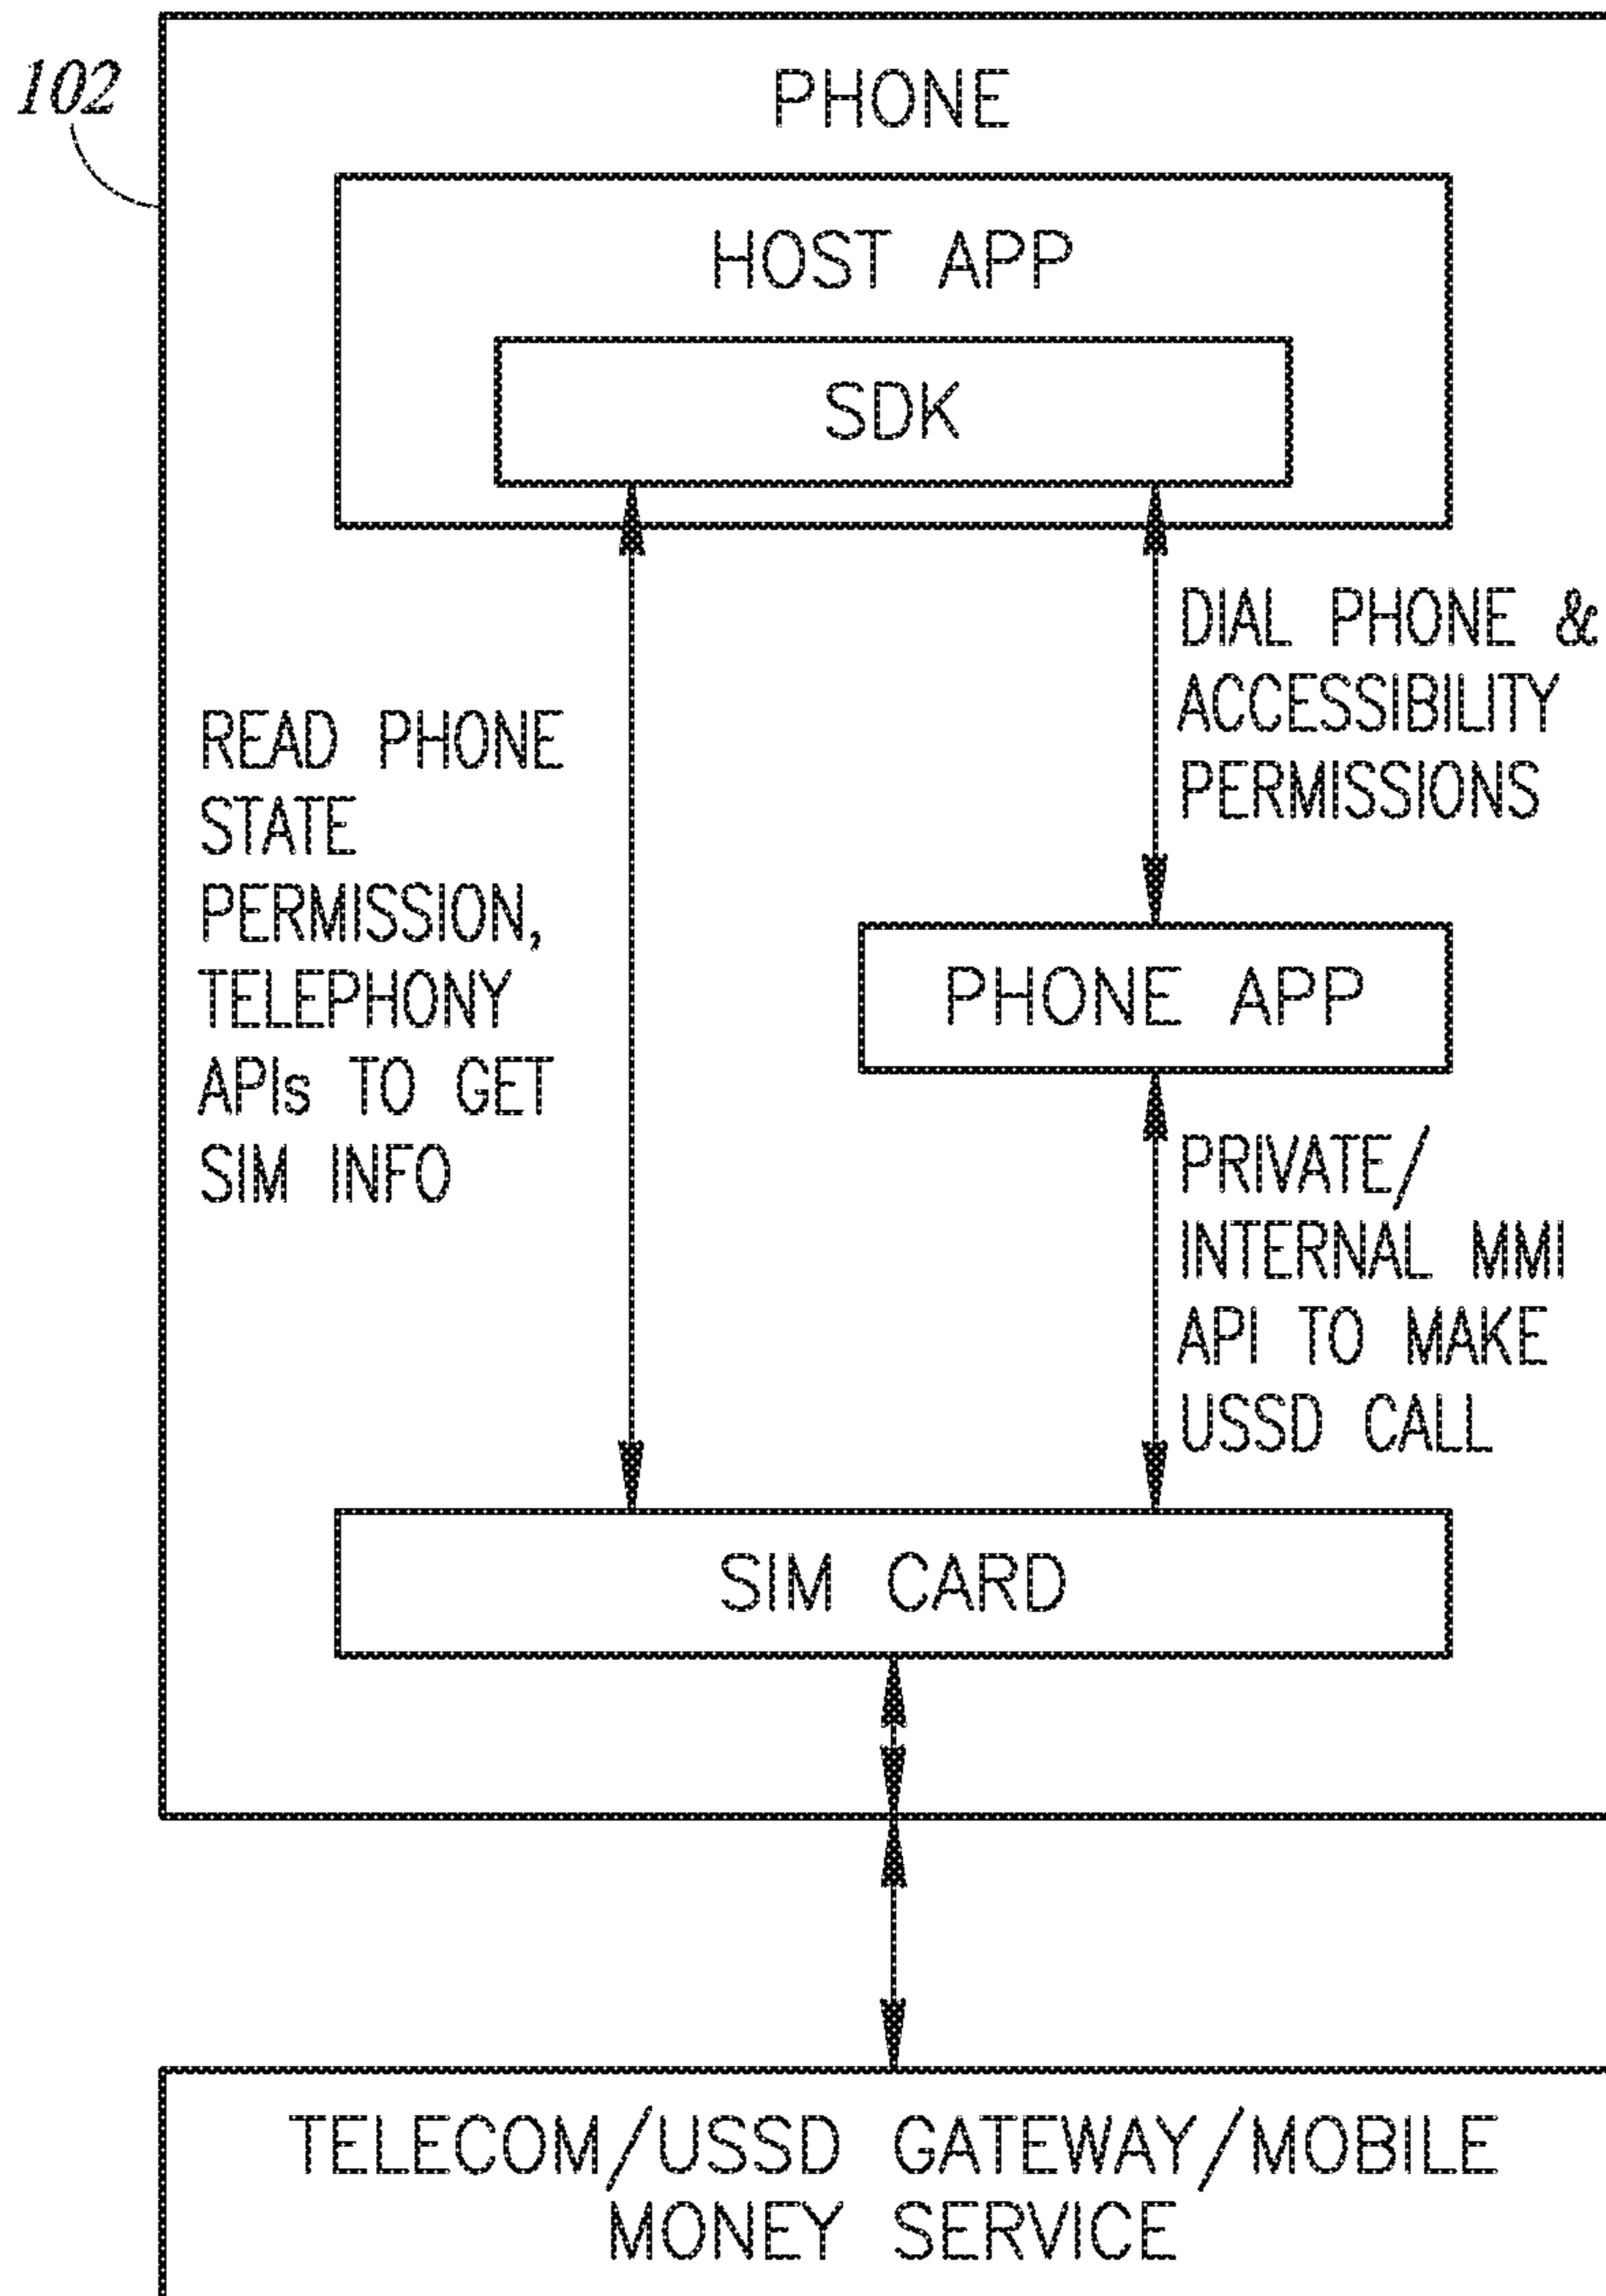 102
PHONE
HOST APP
SDK
DIAL PHONE &
ACCESSIBILITY
PERMISSIONS
READ PHONE
STATE
PERMISSION,
TELEPHONY
APIs TO GET
SIM INFO
PHONE APP
PRIVATE/
INTERNAL MMI
API TO MAKE
USSD CALL
SIM CARD
TELECOM/USSD GATEWAY/MOBILE
MONEY SERVICE